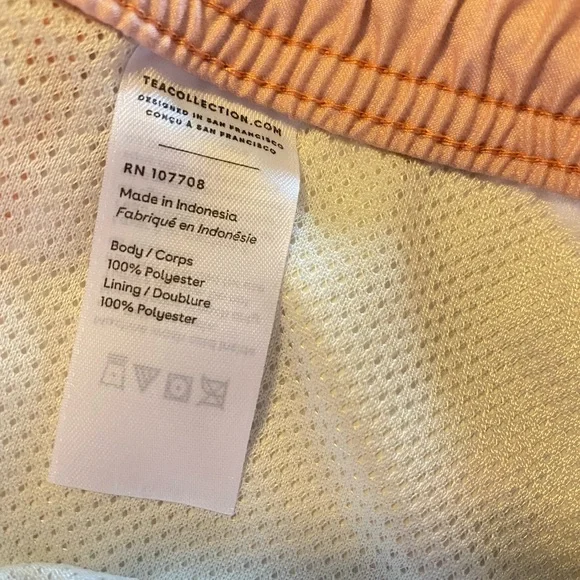 TEACOLLECTION.COM
DESIGNED IN SAN FRANCISCO
CONÇU À SAN FRANCISCO
RN 107708
Made in Indonesia
Fabriqué en Indonésie
Body / Corps
100% Polyester
Lining / Doublure
100% Polyester